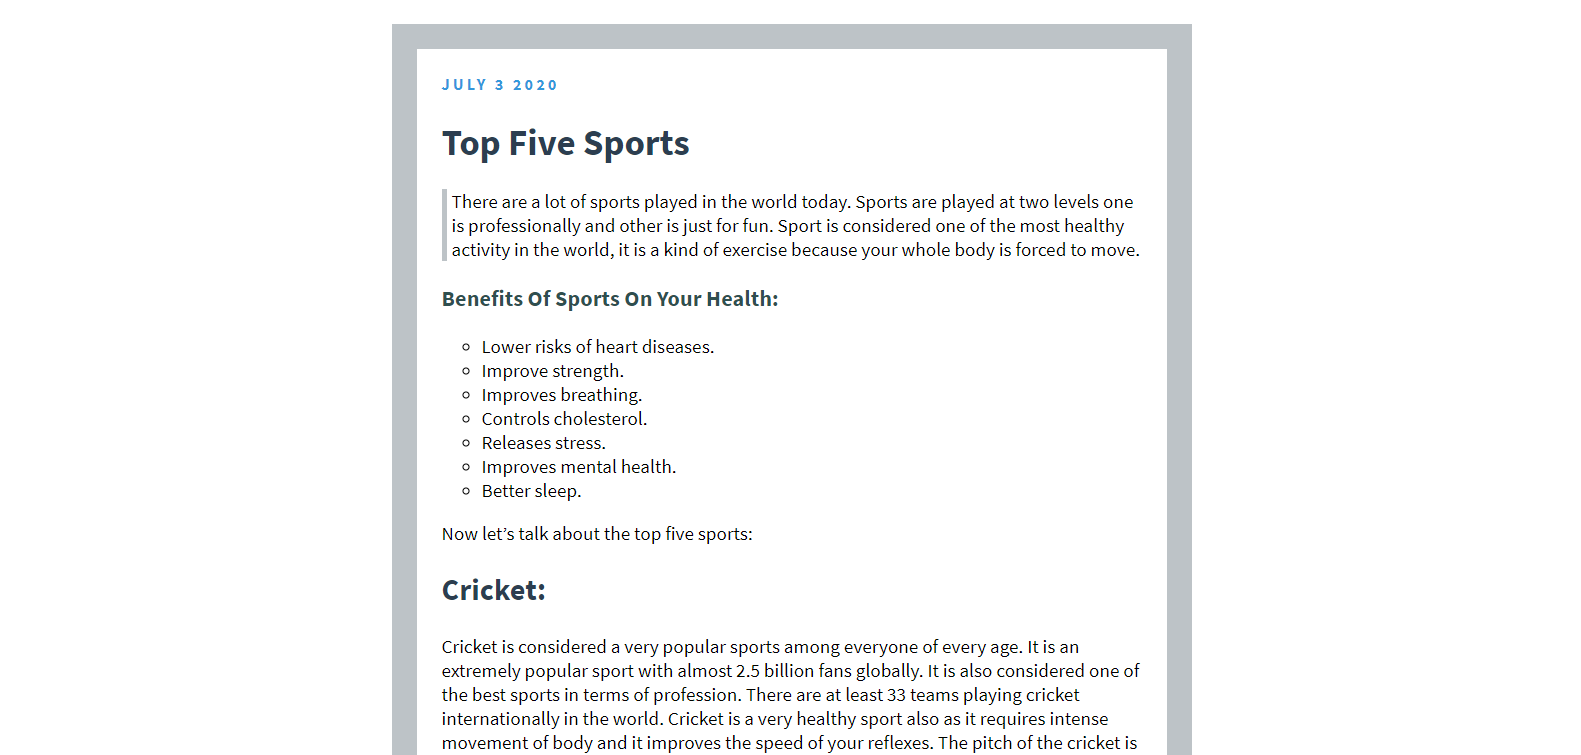 JULY 3 2020
Top Five Sports
There are a lot of sports played in the world today. Sports are played at two levels one
is professionally and other is just for fun. Sport is considered one of the most healthy
activity in the world, it is a kind of exercise because your whole body is forced to move.
Benefits Of Sports On Your Health:
Lower risks of heart diseases.
Improve strength.
Improves breathing.
Controls cholesterol.
Releases stress.
Improves mental health.
Better sleep.
Now let’s talk about the top five sports:
Cricket:
Cricket is considered a very popular sports among everyone of every age. It is an
extremely popular sport with almost 2.5 billion fans globally. It is also considered one of
the best sports in terms of profession. There are at least 33 teams playing cricket
internationally in the world. Cricket is a very healthy sport also as it requires intense
movement of body and it improves the speed of your reflexes. The pitch of the cricket is